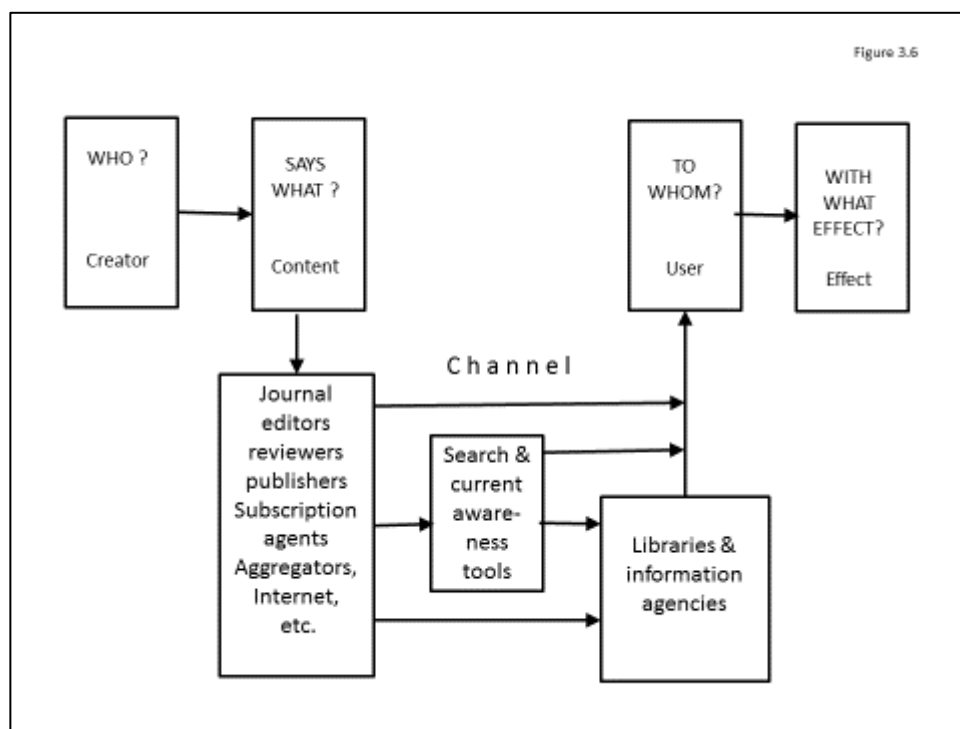 Figure 3.6
WHO ?
Creator
SAYS
WHAT ?
Content
TO
WHOM?
User
WITH
WHAT
EFFECT?
Effect
C h a n n e l
Journal
editors
reviewers
publishers
Subscription
agents
Aggregators,
Internet,
etc.
Search &
current
aware-
ness
tools
Libraries &
information
agencies